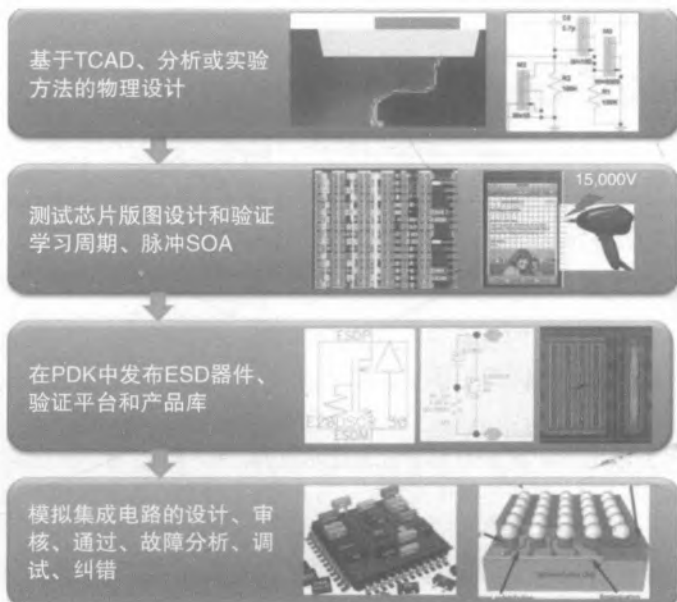 基于TCAD、分析或实验
方法的物理设计
测试芯片版图设计和验证
学习周期、脉冲SOA
15,000V
在PDK中发布ESD器件、
验证平台和产品库
ESDP
ESDM
模拟集成电路的设计、审
核、通过、故障分析、调
试、纠错